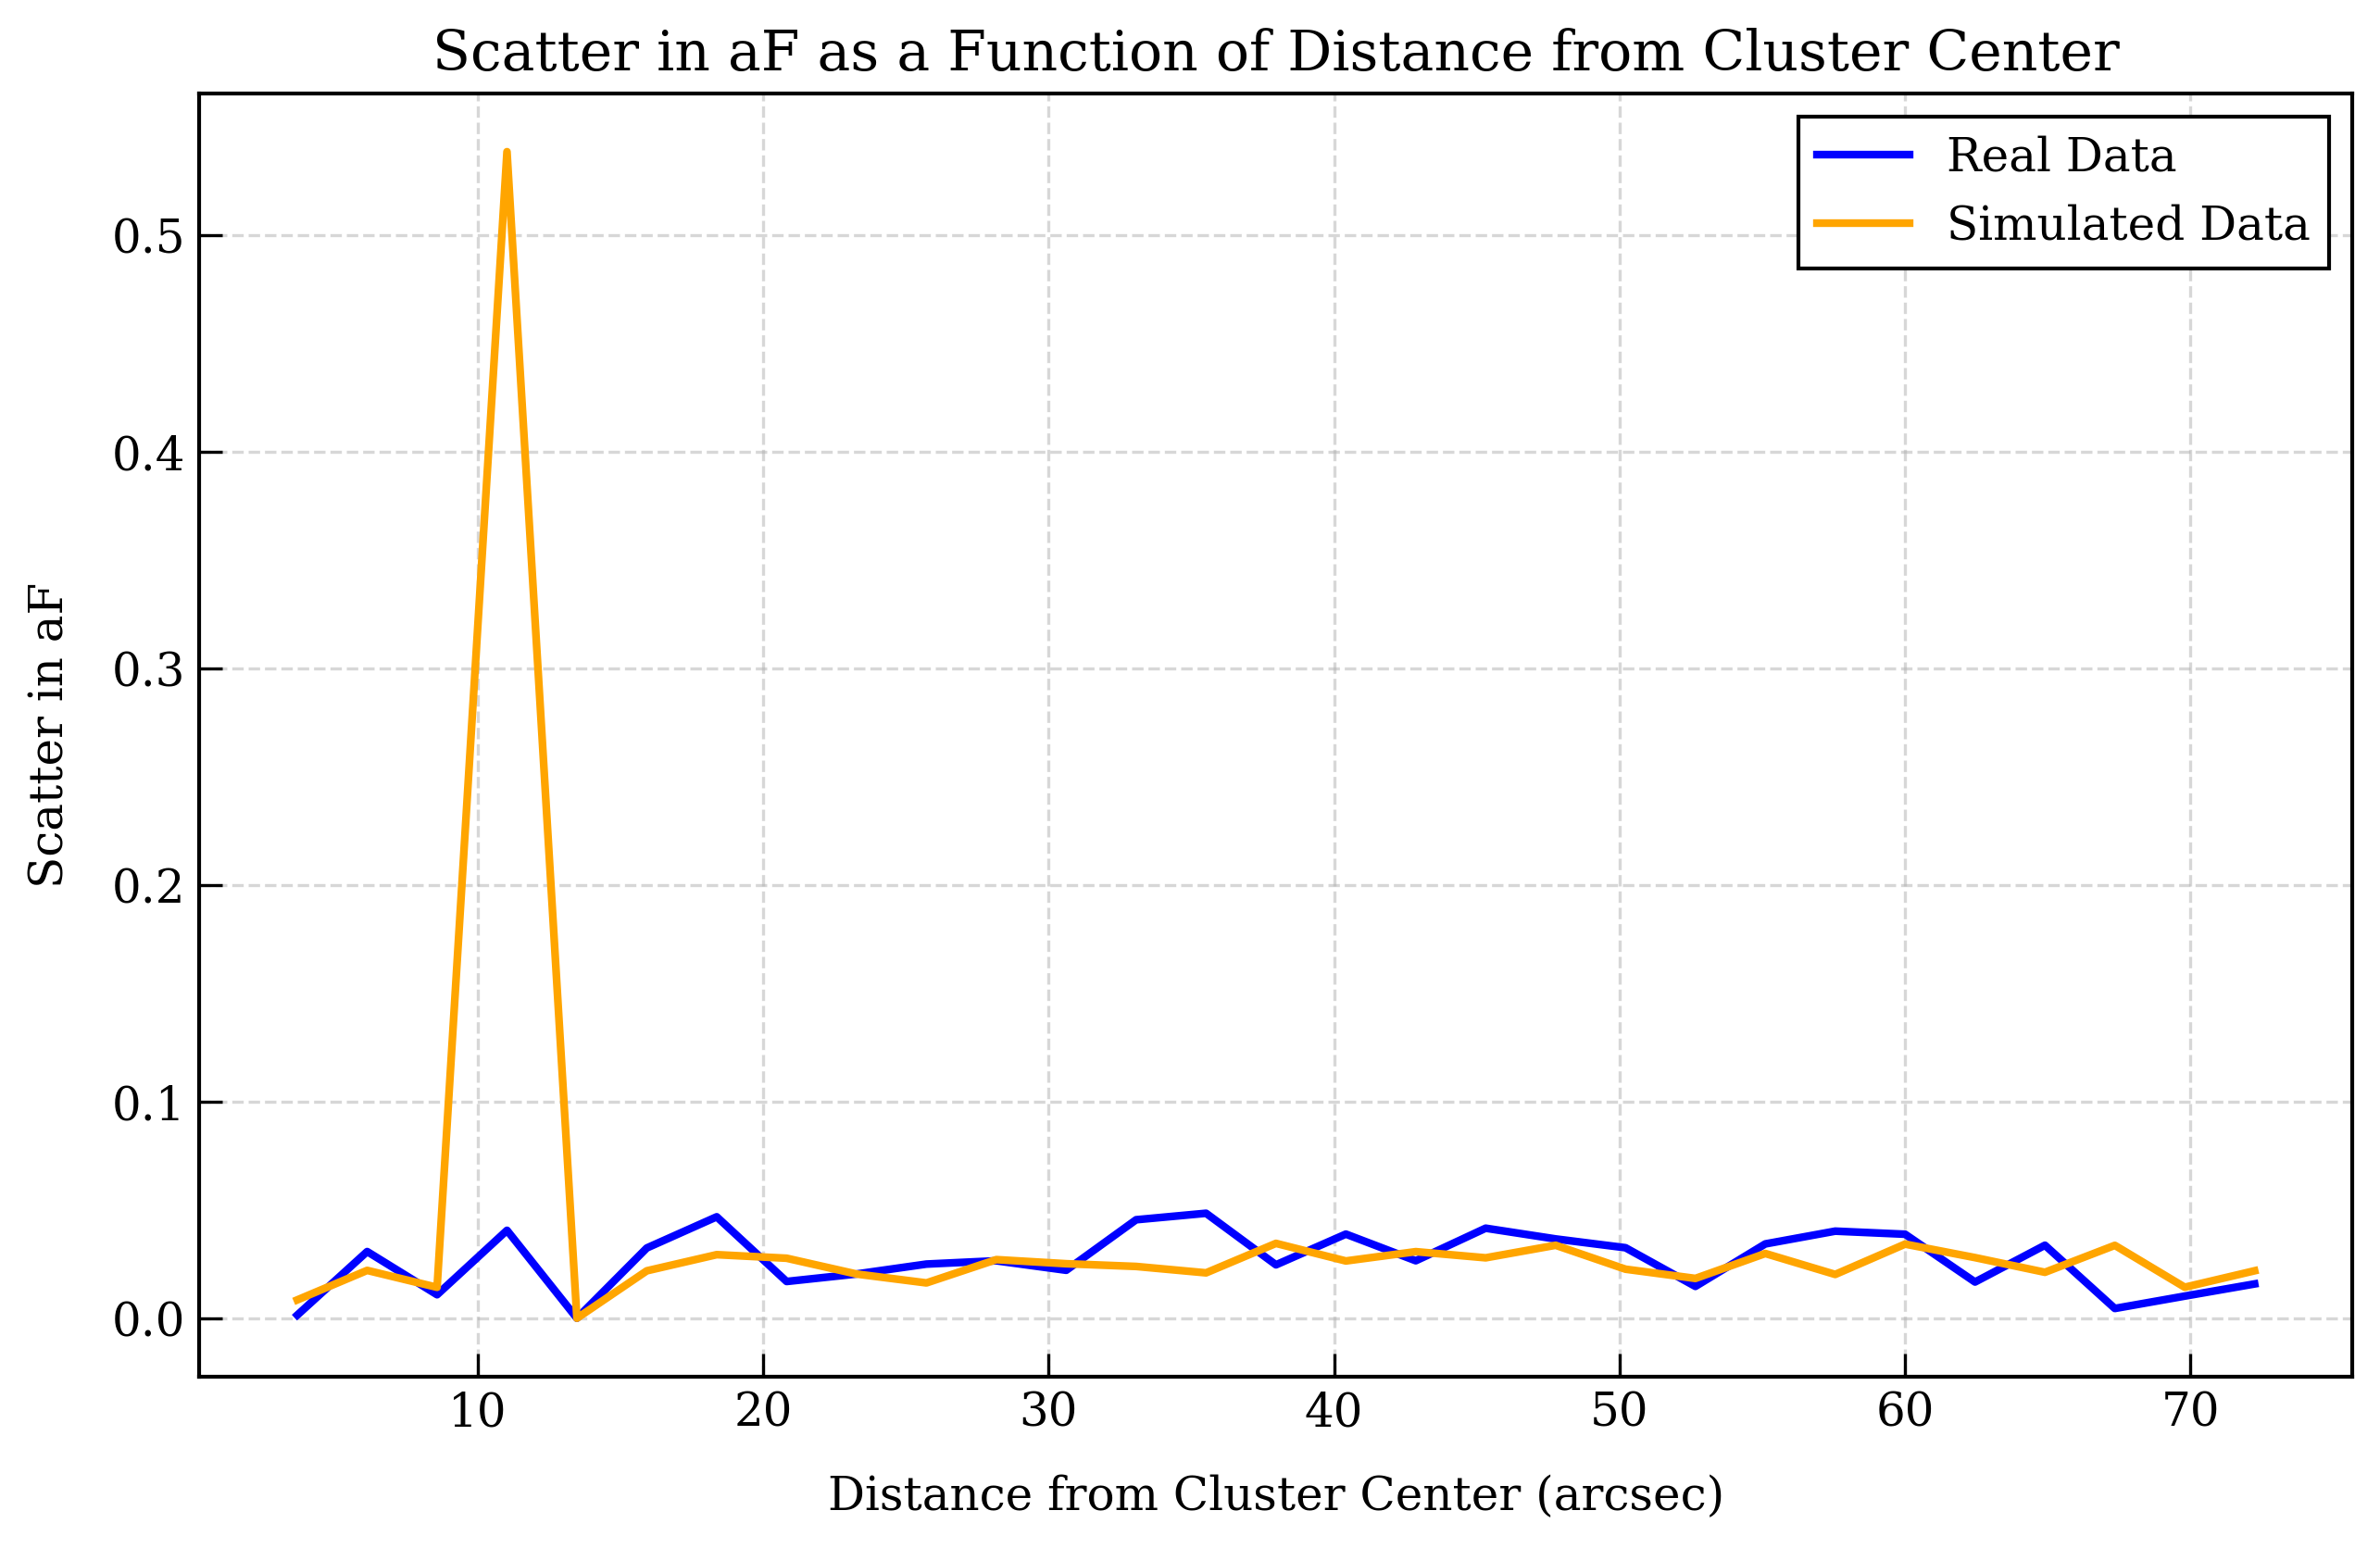 Scatter in aF as a Function of Distance from Cluster Center
Real Data
Simulated Data
Scatter in aF
0.5
0.4
0.3
0.2
0.1
0.0
10 20 30 40 50 60 70
Distance from Cluster Center (arcsec)